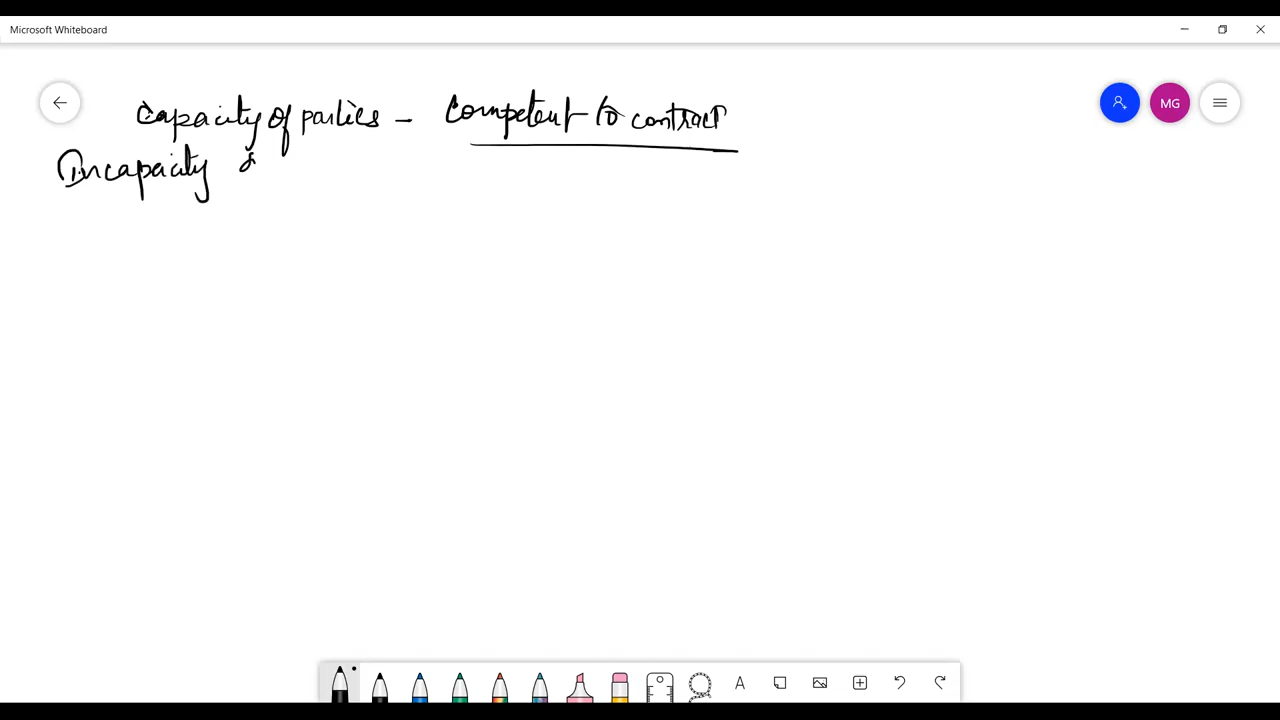 Microsoft Whiteboard
Capacity of parties - Competent to contract
MG
Incapacity
A